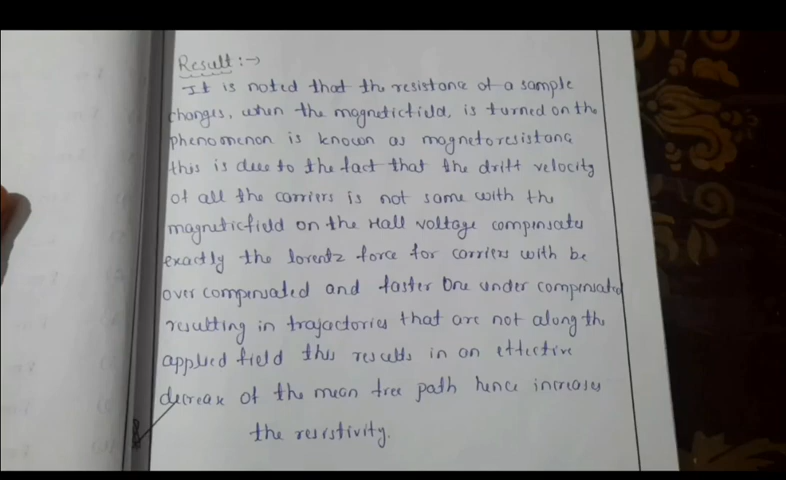 Result :→
It is noted that the resistance of a sample
changes, when the magneticfield, is turned on the
phenomenon is known as magnetoresistanc
this is due to the fact that the drift velocity
of all the carriers is not same with the
magneticfield on the Hall voltage compensates
exactly the lorentz force for carriers with be
over compensated and faster one under compensated
resulting in trajactories that are not along the
applied field this results in an effective
decrease of the mean free path hence increases
the resistivity.